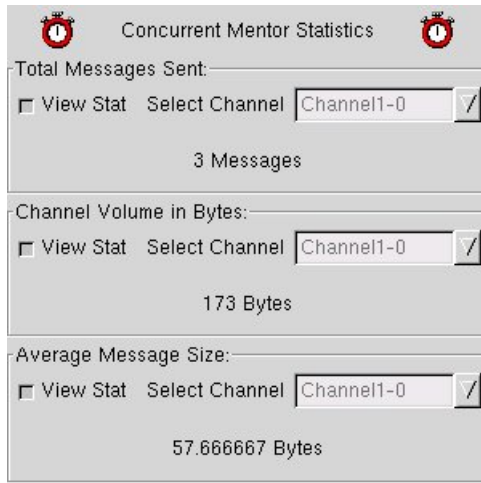 Concurrent Mentor Statistics
Total Messages Sent:
View Stat Select Channel Channel1-0
3 Messages
Channel Volume in Bytes:
View Stat Select Channel Channel1-0
173 Bytes
Average Message Size:
View Stat Select Channel Channel1-0
57.666667 Bytes